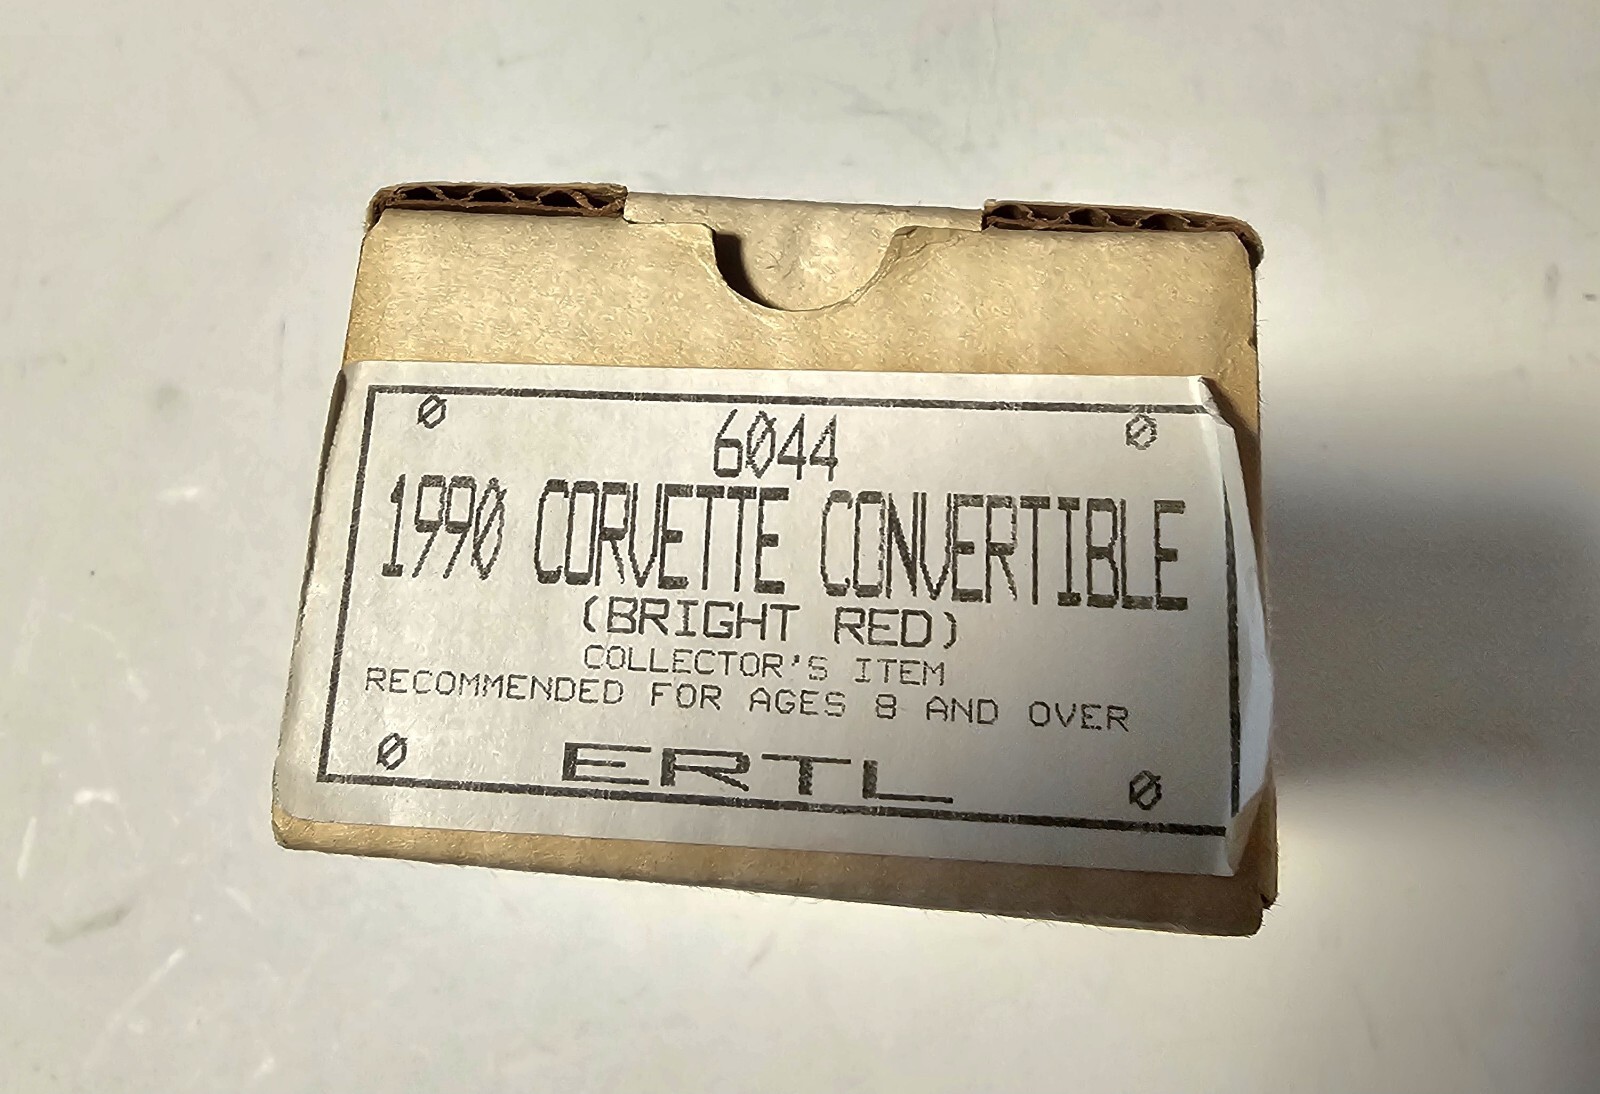 Ø 6044 Ø
1990 CORVETTE CONVERTIBLE
(BRIGHT RED)
COLLECTOR'S ITEM
RECOMMENDED FOR AGES 8 AND OVER
Ø ERTL Ø